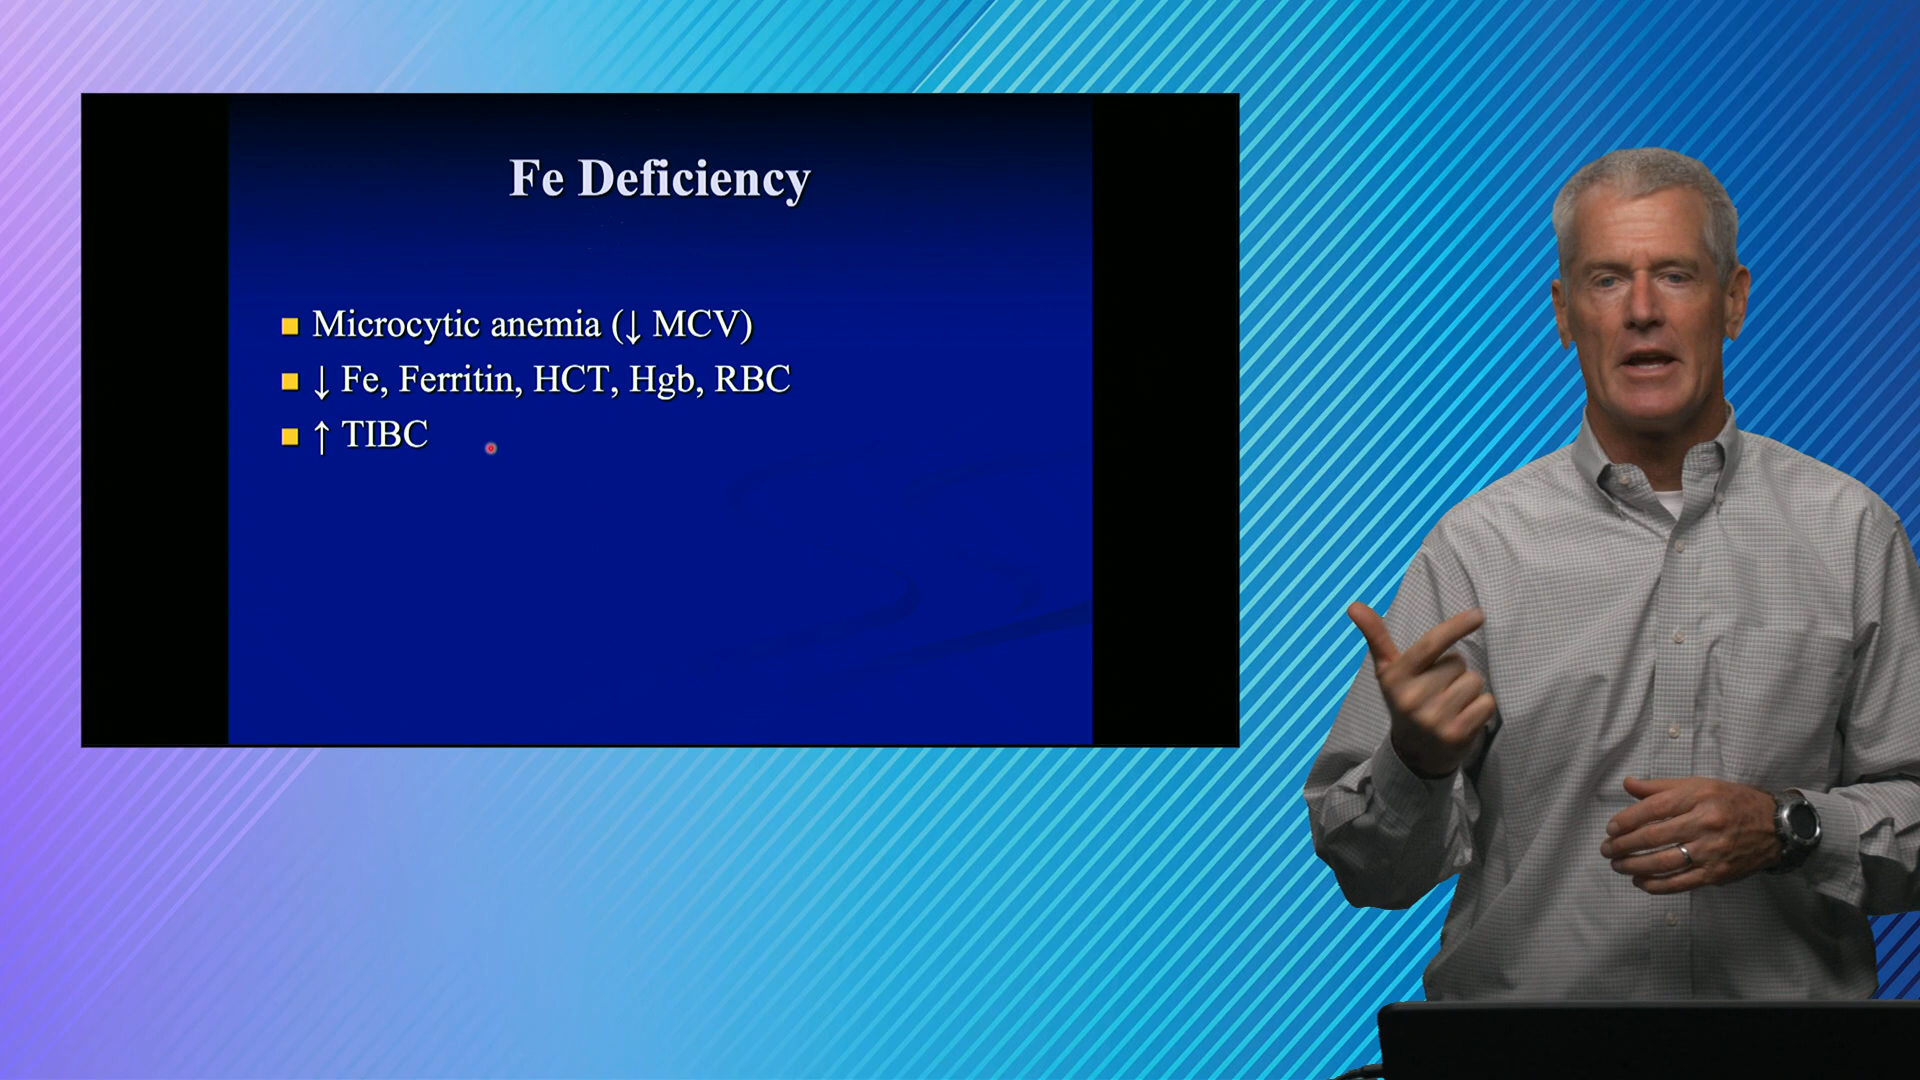 Fe Deficiency
Microcytic anemia (↓ MCV)
↓ Fe, Ferritin, HCT, Hgb, RBC
↑ TIBC